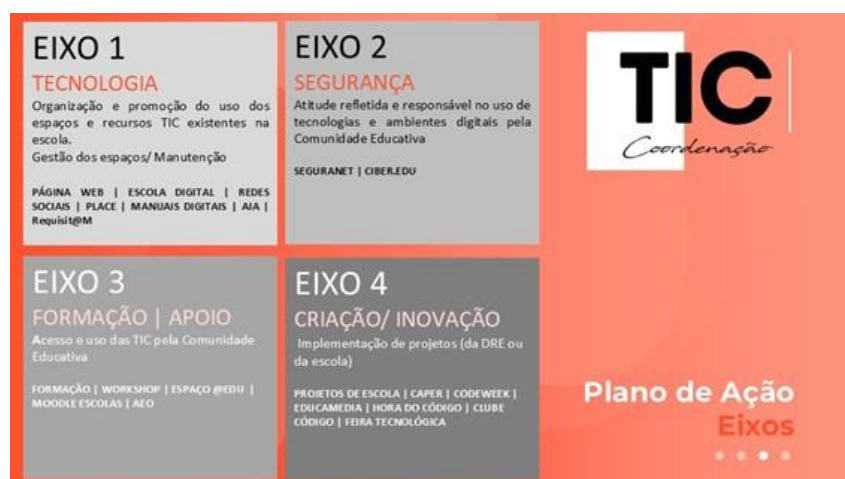 EIXO 1
TECNOLOGIA
Organização e promoção do uso dos
espaços e recursos TIC existentes na
escola.
Gestão dos espaços/ Manutenção
PÁGINA WEB | ESCOLA DIGITAL | REDES
SOCIAIS | PLACE | MANUAIS DIGITAIS | AIA |
Requisit@M
EIXO 2
SEGURANÇA
Atitude refletida e responsável no uso de
tecnologias e ambientes digitais pela
Comunidade Educativa
SEGURANET | CIBER.EDU
EIXO 3
FORMAÇÃO | APOIO
Acesso e uso das TIC pela Comunidade
Educativa
FORMAÇÃO | WORKSHOP | ESPAÇO @EDU |
MOODLE ESCOLAS | AEO
EIXO 4
CRIAÇÃO/ INOVAÇÃO
Implementação de projetos (da DRE ou
da escola)
PROJETOS DE ESCOLA | CAPER | CODEWEEK |
EDUCAMEDIA | HORA DO CÓDIGO | CLUBE
CÓDIGO | FEIRA TECNOLÓGICA
TIC
Coordenação
Plano de Ação
Eixos